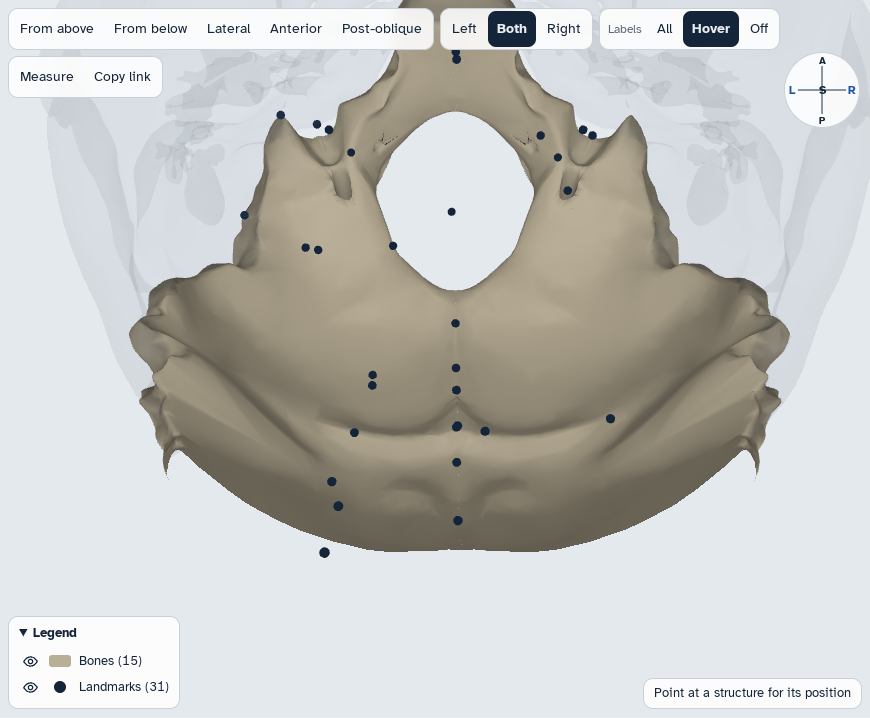 From above From below Lateral Anterior Post-oblique Left Both Right Labels All Hover Off
Measure Copy link
A
L S R
P
▼ Legend
Bones (15)
Landmarks (31)
Point at a structure for its position